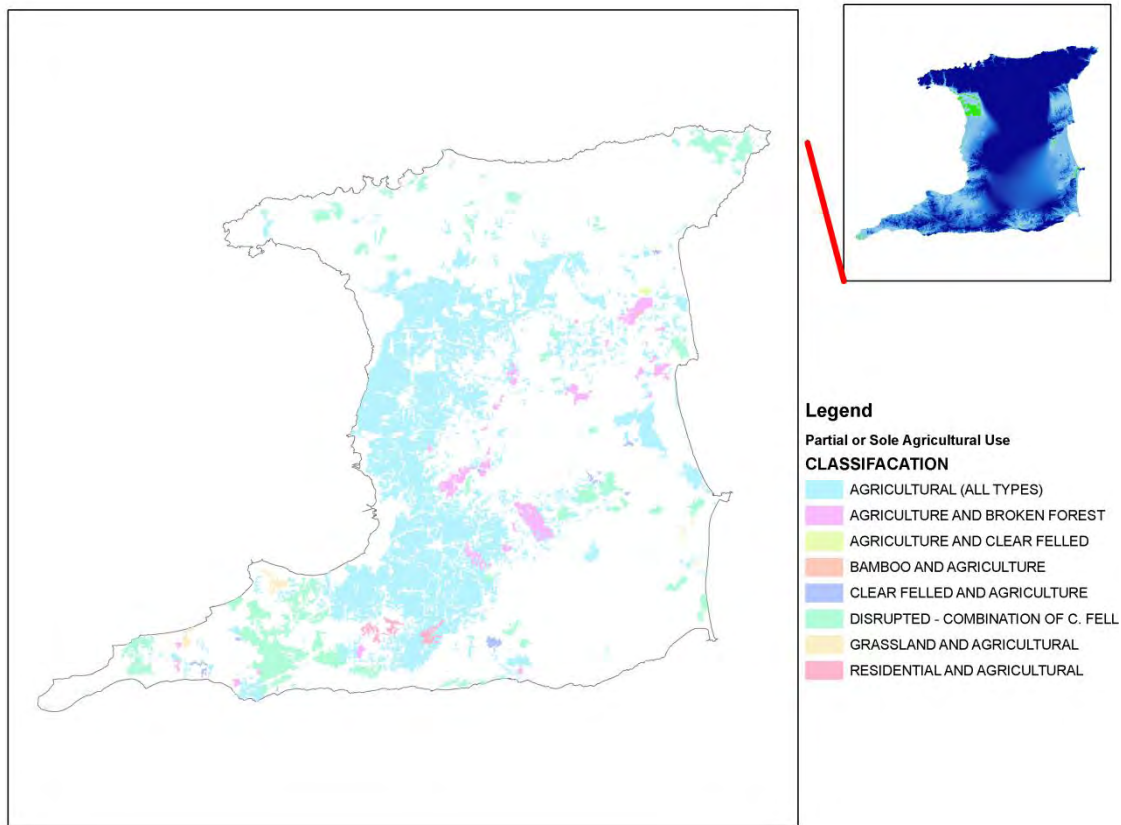 Legend
Partial or Sole Agricultural Use
CLASSIFACATION
AGRICULTURAL (ALL TYPES)
AGRICULTURE AND BROKEN FOREST
AGRICULTURE AND CLEAR FELLED
BAMBOO AND AGRICULTURE
CLEAR FELLED AND AGRICULTURE
DISRUPTED - COMBINATION OF C. FELL
GRASSLAND AND AGRICULTURAL
RESIDENTIAL AND AGRICULTURAL